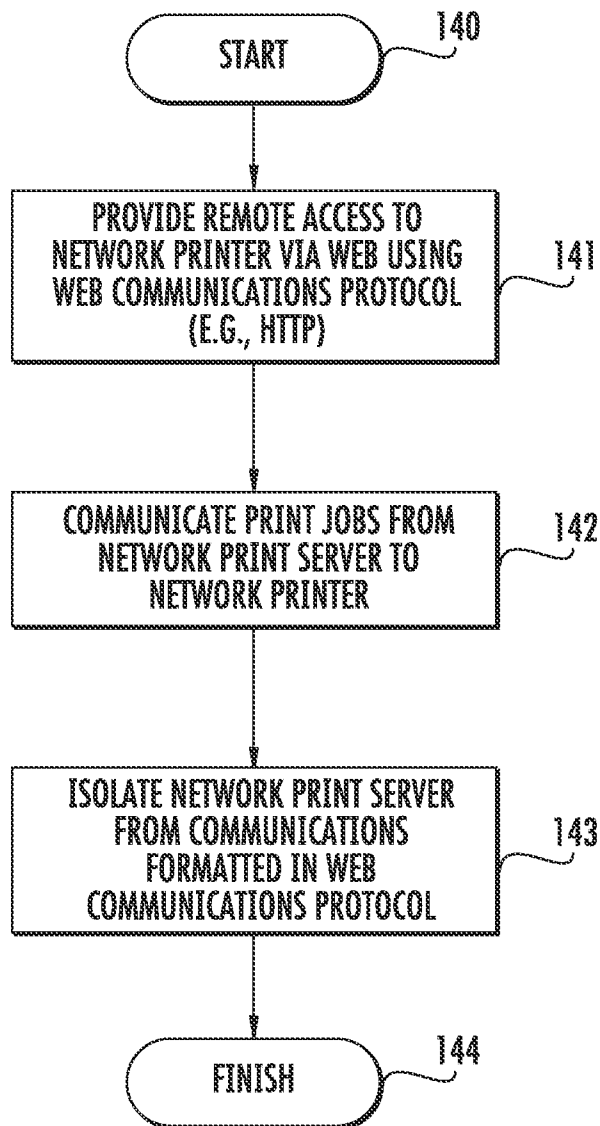 START
140
PROVIDE REMOTE ACCESS TO
NETWORK PRINTER VIA WEB USING
WEB COMMUNICATIONS PROTOCOL
(E.G., HTTP)
141
COMMUNICATE PRINT JOBS FROM
NETWORK PRINT SERVER TO
NETWORK PRINTER
142
ISOLATE NETWORK PRINT SERVER
FROM COMMUNICATIONS
FORMATTED IN WEB
COMMUNICATIONS PROTOCOL
143
FINISH
144